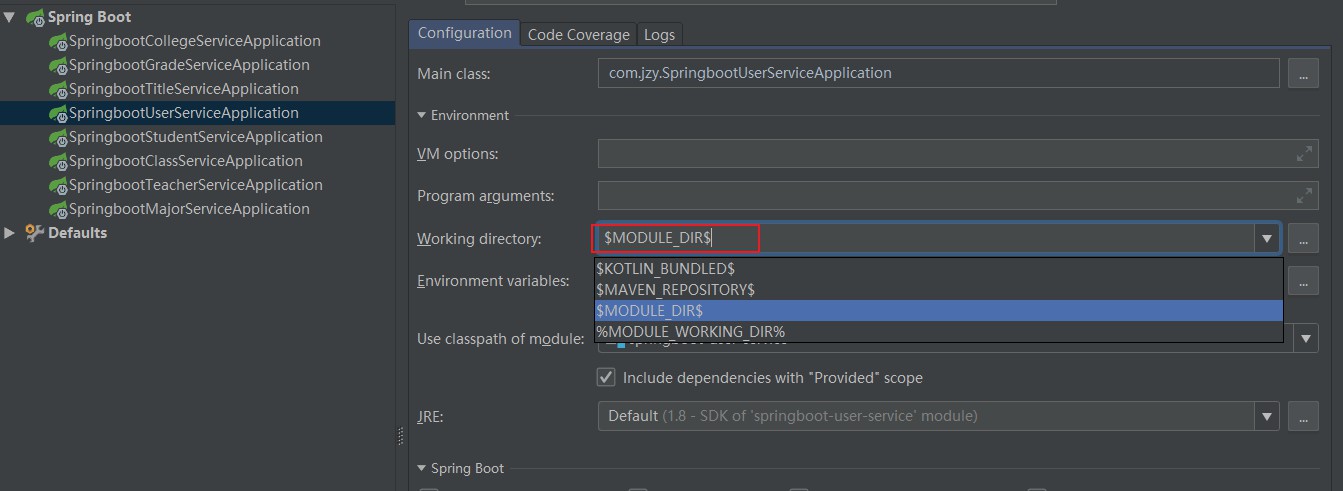 Spring Boot
SpringbootCollegeServiceApplication
SpringbootGradeServiceApplication
SpringbootTitleServiceApplication
SpringbootUserServiceApplication
SpringbootStudentServiceApplication
SpringbootClassServiceApplication
SpringbootTeacherServiceApplication
SpringbootMajorServiceApplication
Defaults
Configuration Code Coverage Logs
Main class: com.jzy.SpringbootUserServiceApplication ...
Environment
VM options:
Program arguments:
Working directory: $MODULE_DIR$ ...
$KOTLIN_BUNDLED$
Environment variables: ...
$MAVEN_REPOSITORY$
$MODULE_DIR$
%MODULE_WORKING_DIR%
Use classpath of module:
Include dependencies with "Provided" scope
JRE: Default (1.8 - SDK of 'springboot-user-service' module) ...
Spring Boot